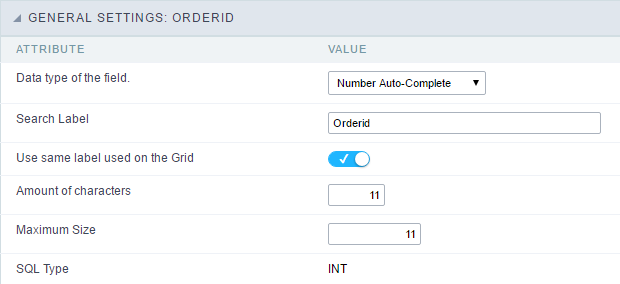 GENERAL SETTINGS: ORDERID
ATTRIBUTE VALUE
Data type of the field. Number Auto-Complete
Search Label Orderid
Use same label used on the Grid
Amount of characters 11
Maximum Size 11
SQL Type INT